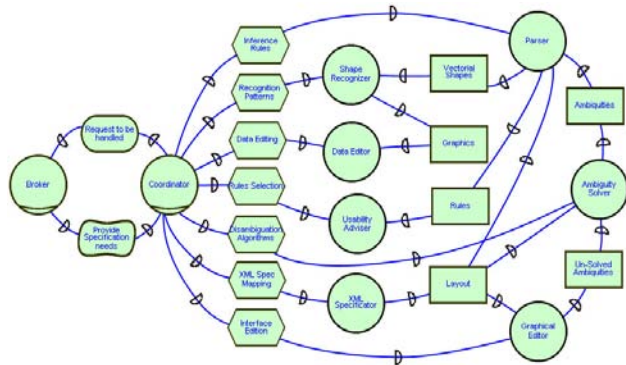 Inference
Rules
Parser
Recognition
Patterns
Shape
Recognizer
Vectorial
Shapes
Ambiquities
Request to be
handled
Data Editing
Data Editor
Graphics
Broker
Coordinator
Rules Selection
Ambiguity
Solver
Usability
Adviser
Rules
Provide
Specification
needs
Disambiguation
Algorithms
XML Spec
Mapping
XML
Specificator
Layout
Un-Solved
Ambiquities
Interface
Edition
Graphical
Editor